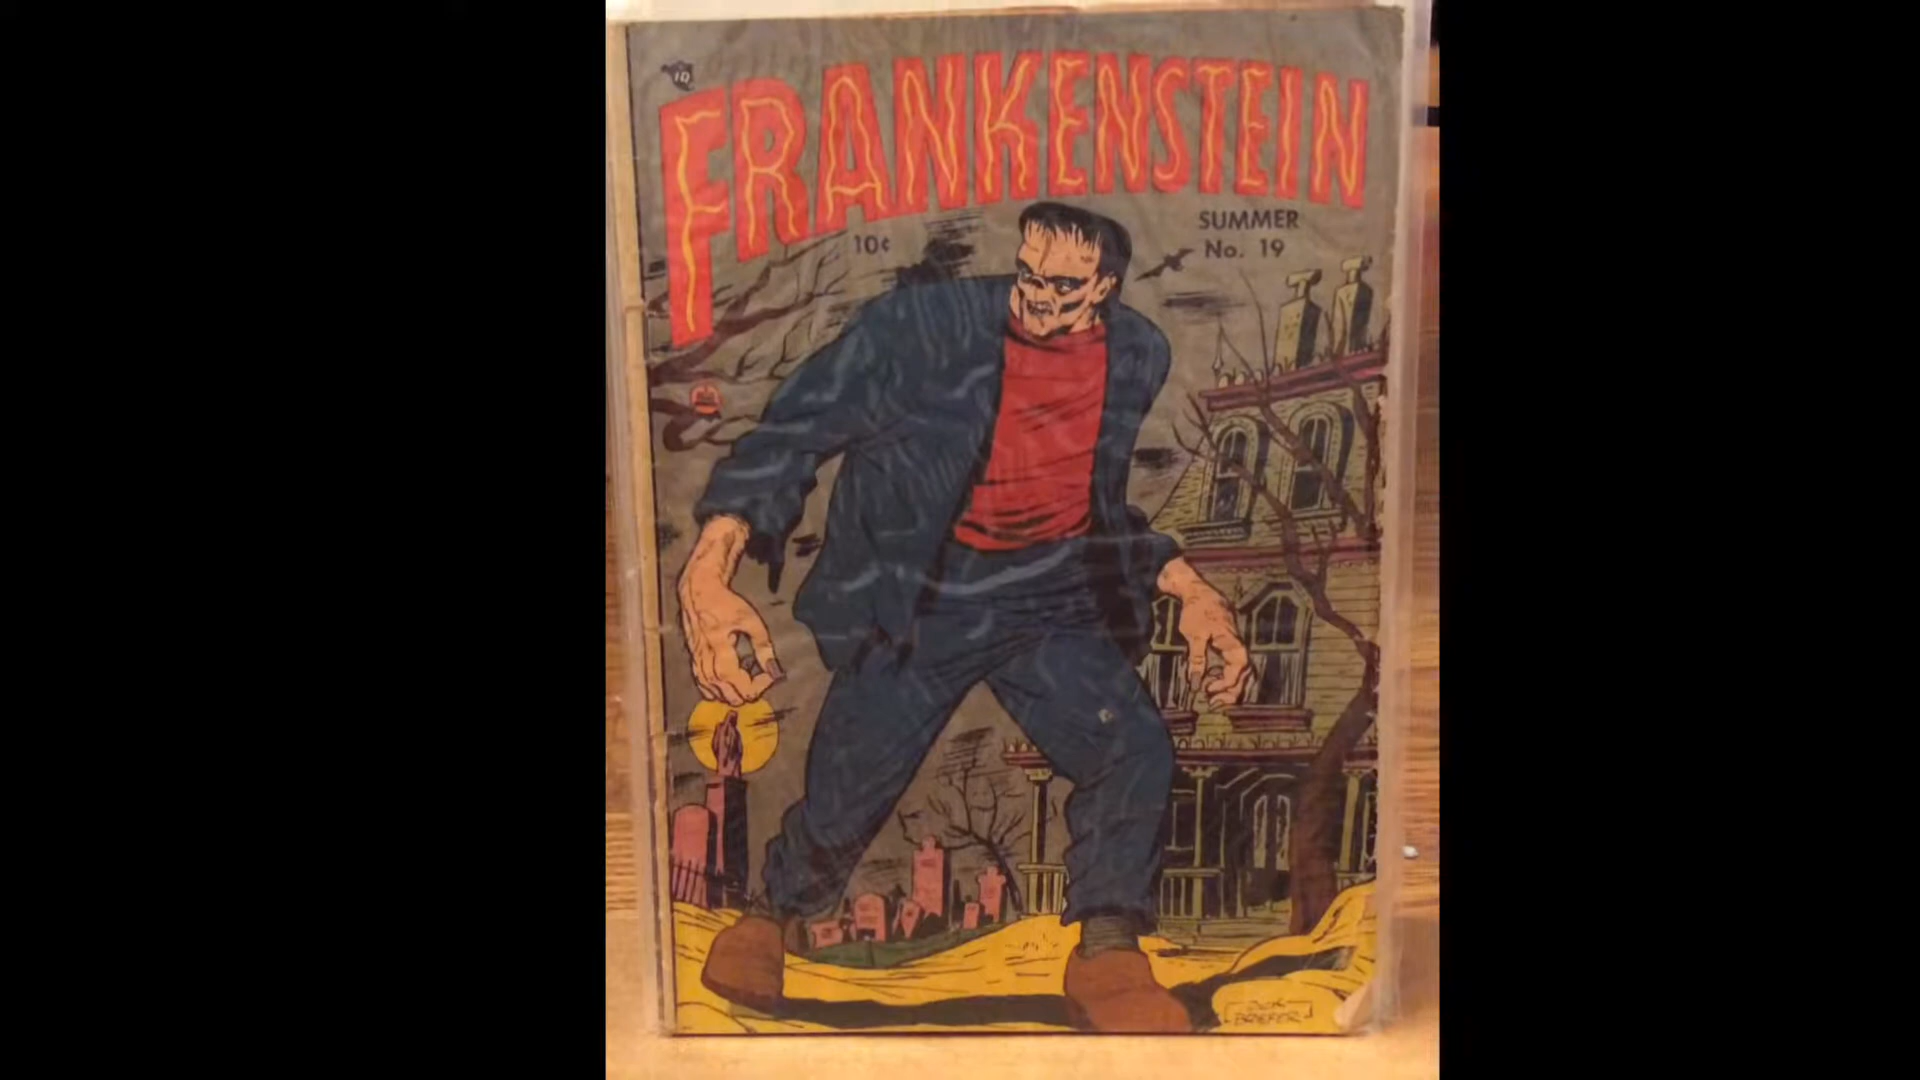 FRANKENSTEIN
10¢
SUMMER
No. 19
DICK
BRIEFER